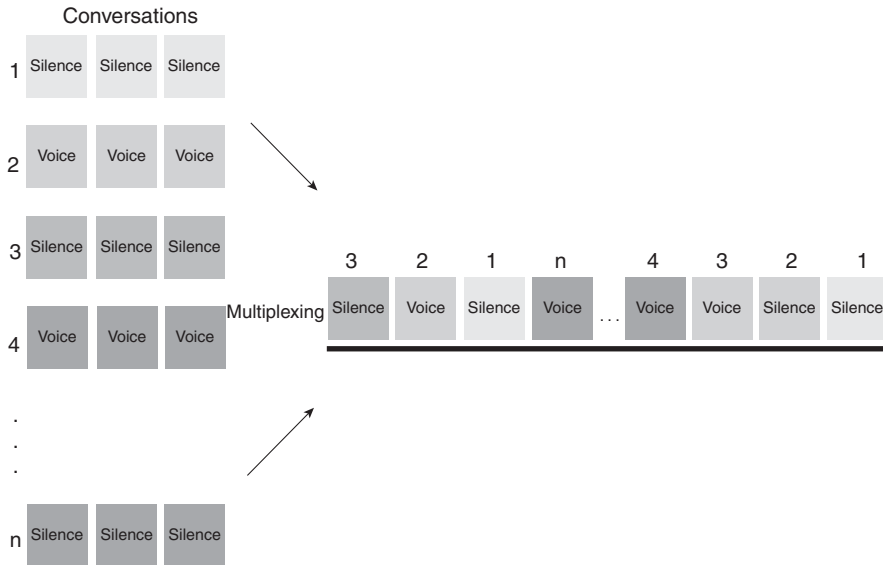 Conversations
1 Silence Silence Silence
2 Voice Voice Voice
3 Silence Silence Silence
3 2 1 n 4 3 2 1
Multiplexing Silence Voice Silence Voice ... Voice Voice Silence Silence
4 Voice Voice Voice
.
.
.
n Silence Silence Silence